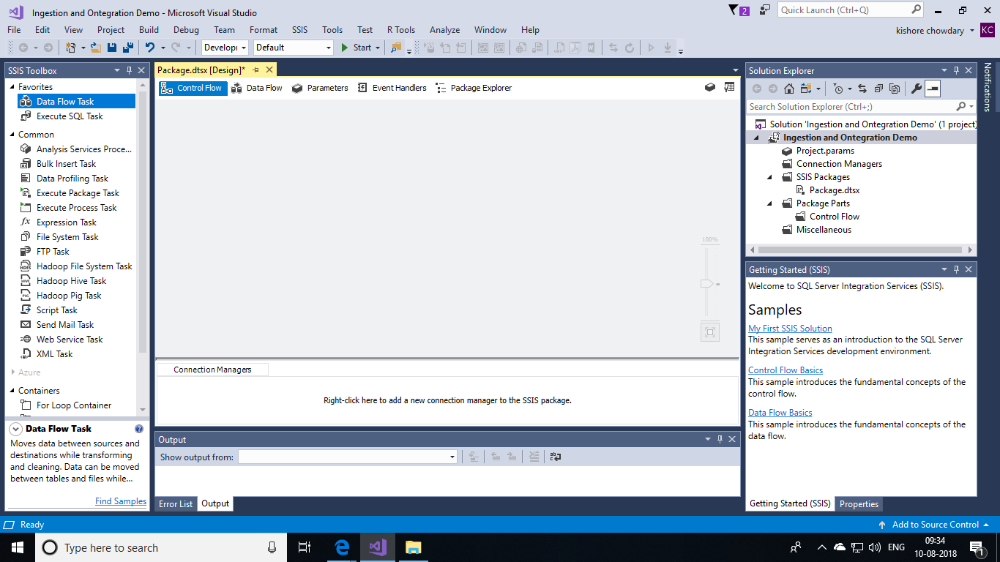 Ingestion and Ontegration Demo - Microsoft Visual Studio
2
Quick Launch (Ctrl+Q)
File Edit View Project Build Debug Team Format SSIS Tools Test R Tools Analyze Window Help
kishore chowdary KC
Developr Default Start
SSIS Toolbox
Favorites
Data Flow Task
Execute SQL Task
Common
Analysis Services Proce...
Bulk Insert Task
Data Profiling Task
Execute Package Task
Execute Process Task
Expression Task
File System Task
FTP Task
Hadoop File System Task
Hadoop Hive Task
Hadoop Pig Task
Script Task
Send Mail Task
Web Service Task
XML Task
Azure
Containers
For Loop Container
Data Flow Task
Moves data between sources and
destinations while transforming
and cleaning. Data can be moved
between tables and files while...
Find Samples
Package.dtsx [Design]*
Control Flow Data Flow Parameters Event Handlers Package Explorer
100%
Connection Managers
Right-click here to add a new connection manager to the SSIS package.
Output
Show output from:
Error List Output
Solution Explorer
Search Solution Explorer (Ctrl+;)
Solution 'Ingestion and Ontegration Demo' (1 project)
Ingestion and Ontegration Demo
Project.params
Connection Managers
SSIS Packages
Package.dtsx
Package Parts
Control Flow
Miscellaneous
Getting Started (SSIS)
Welcome to SQL Server Integration Services (SSIS).
Samples
My First SSIS Solution
This sample serves as an introduction to the SQL Server
Integration Services development environment.
Control Flow Basics
This sample introduces the fundamental concepts of the
control flow.
Data Flow Basics
This sample introduces the fundamental concepts of the
data flow.
Getting Started (SSIS) Properties
Notifications
Ready
Add to Source Control
Type here to search
ENG
09:34
10-08-2018
1